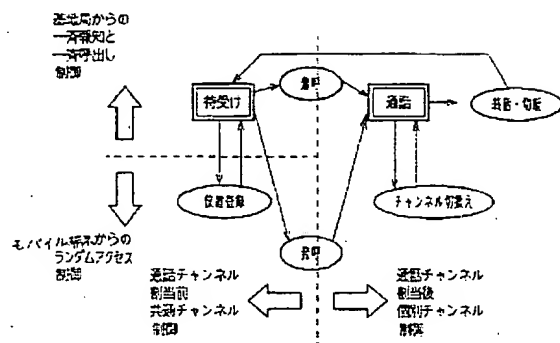 基地局からの
一斉報知と
一斉呼出し
制御
待受け
着呼
通話
終話・切断
位置登録
チャンネル切替え
モバイル端末からの
ランダムアクセス
制御
発呼
通話チャンネル
割当前
共通チャンネル
制御
通話チャンネル
割当後
個別チャンネル
制御